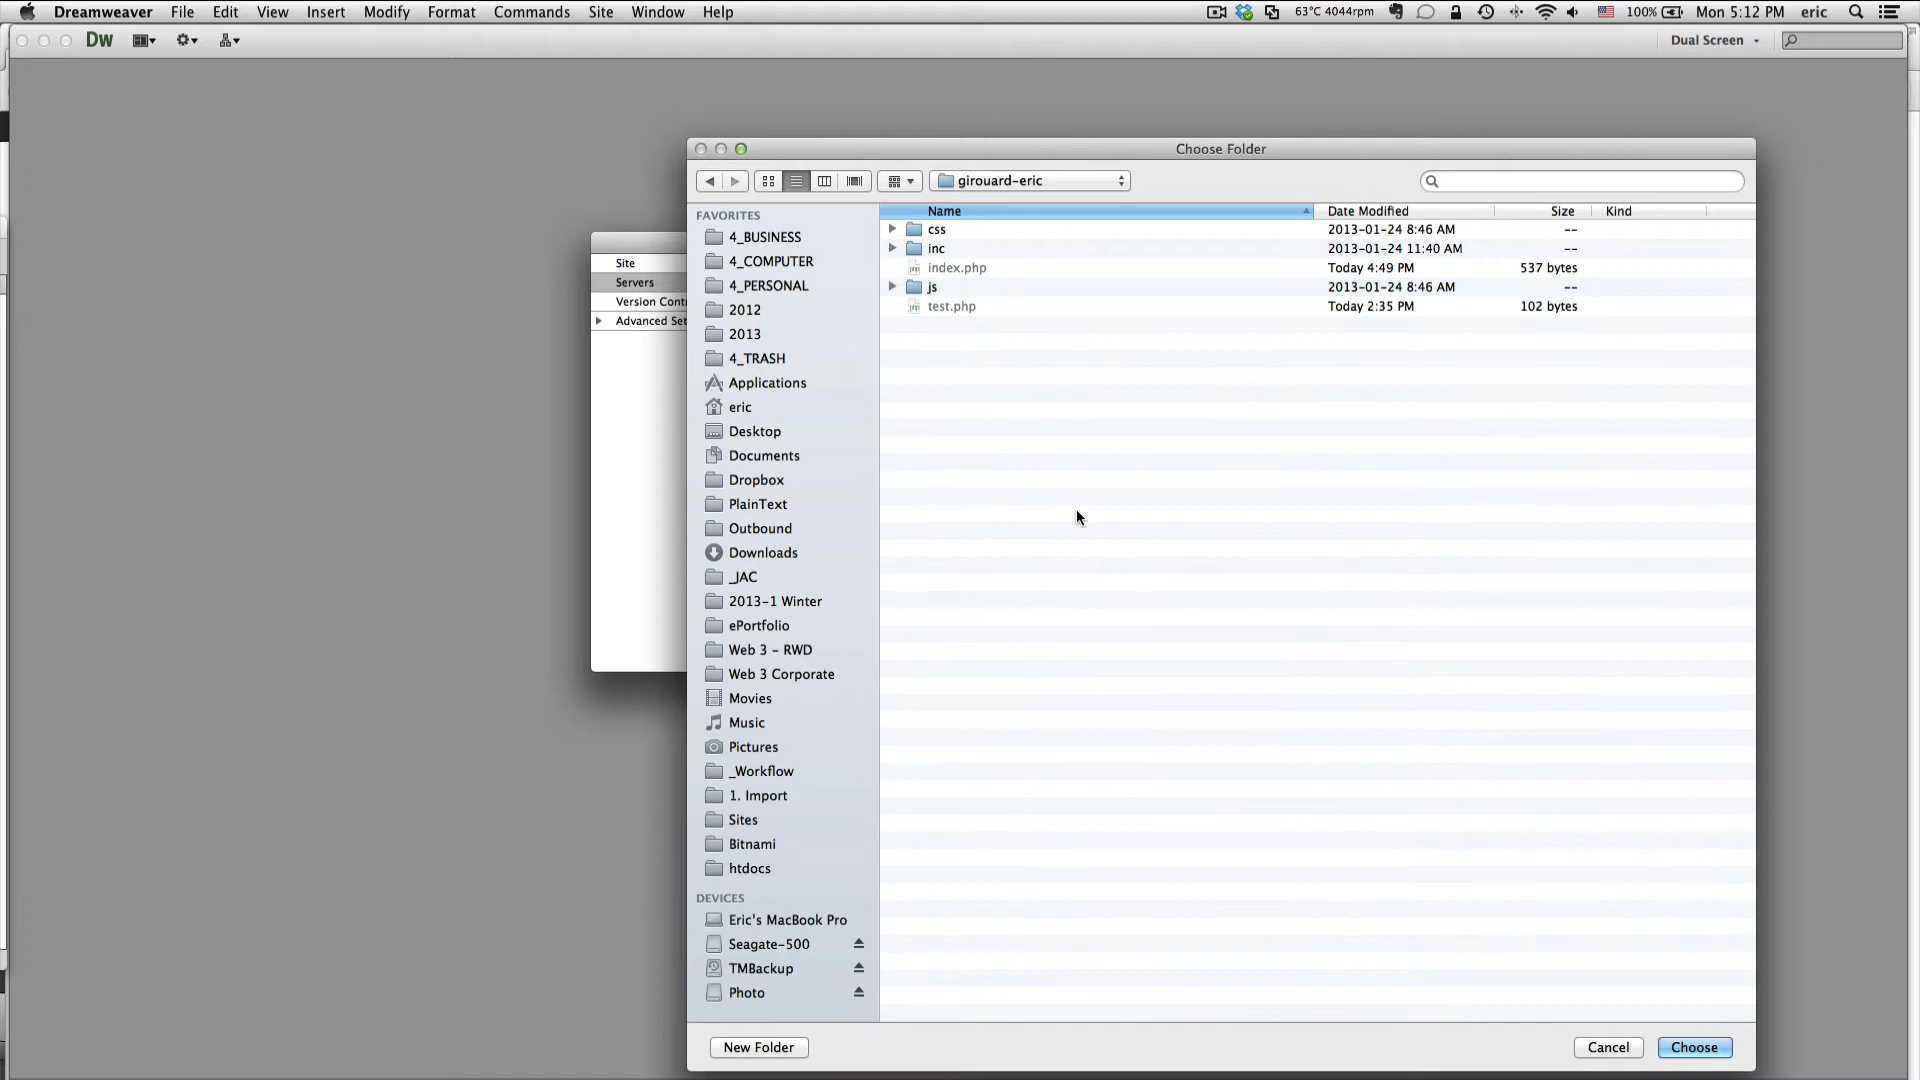 Dreamweaver File Edit View Insert Modify Format Commands Site Window Help 63°C 4044rpm 100% Mon 5:12 PM eric
Dw Dual Screen
Choose Folder
girouard-eric
Site
Servers
Version Contr
Advanced Set
FAVORITES
4_BUSINESS
4_COMPUTER
4_PERSONAL
2012
2013
4_TRASH
Applications
eric
Desktop
Documents
Dropbox
PlainText
Outbound
Downloads
_JAC
2013-1 Winter
ePortfolio
Web 3 - RWD
Web 3 Corporate
Movies
Music
Pictures
_Workflow
1. Import
Sites
Bitnami
htdocs
DEVICES
Eric's MacBook Pro
Seagate-500
TMBackup
Photo
Name Date Modified Size Kind
css 2013-01-24 8:46 AM --
inc 2013-01-24 11:40 AM --
index.php Today 4:49 PM 537 bytes
js 2013-01-24 8:46 AM --
test.php Today 2:35 PM 102 bytes
New Folder Cancel Choose